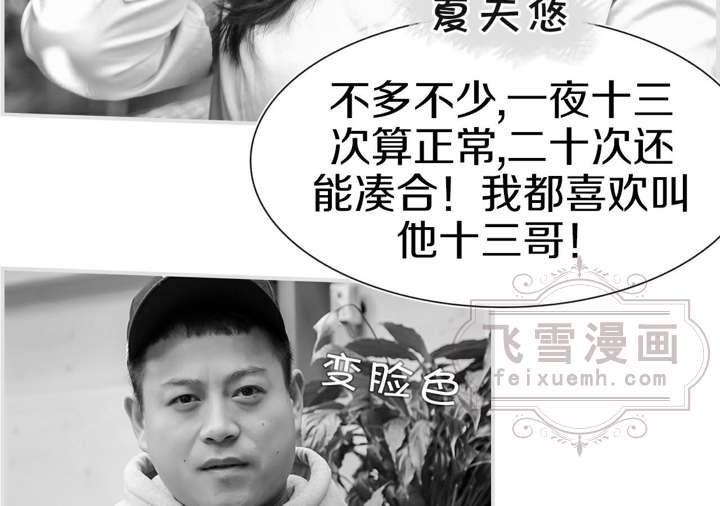 夏天悠
不多不少,一夜十三
次算正常,二十次还
能凑合！我都喜欢叫
他十三哥！
变脸色
飞雪漫画
feixuemh.com